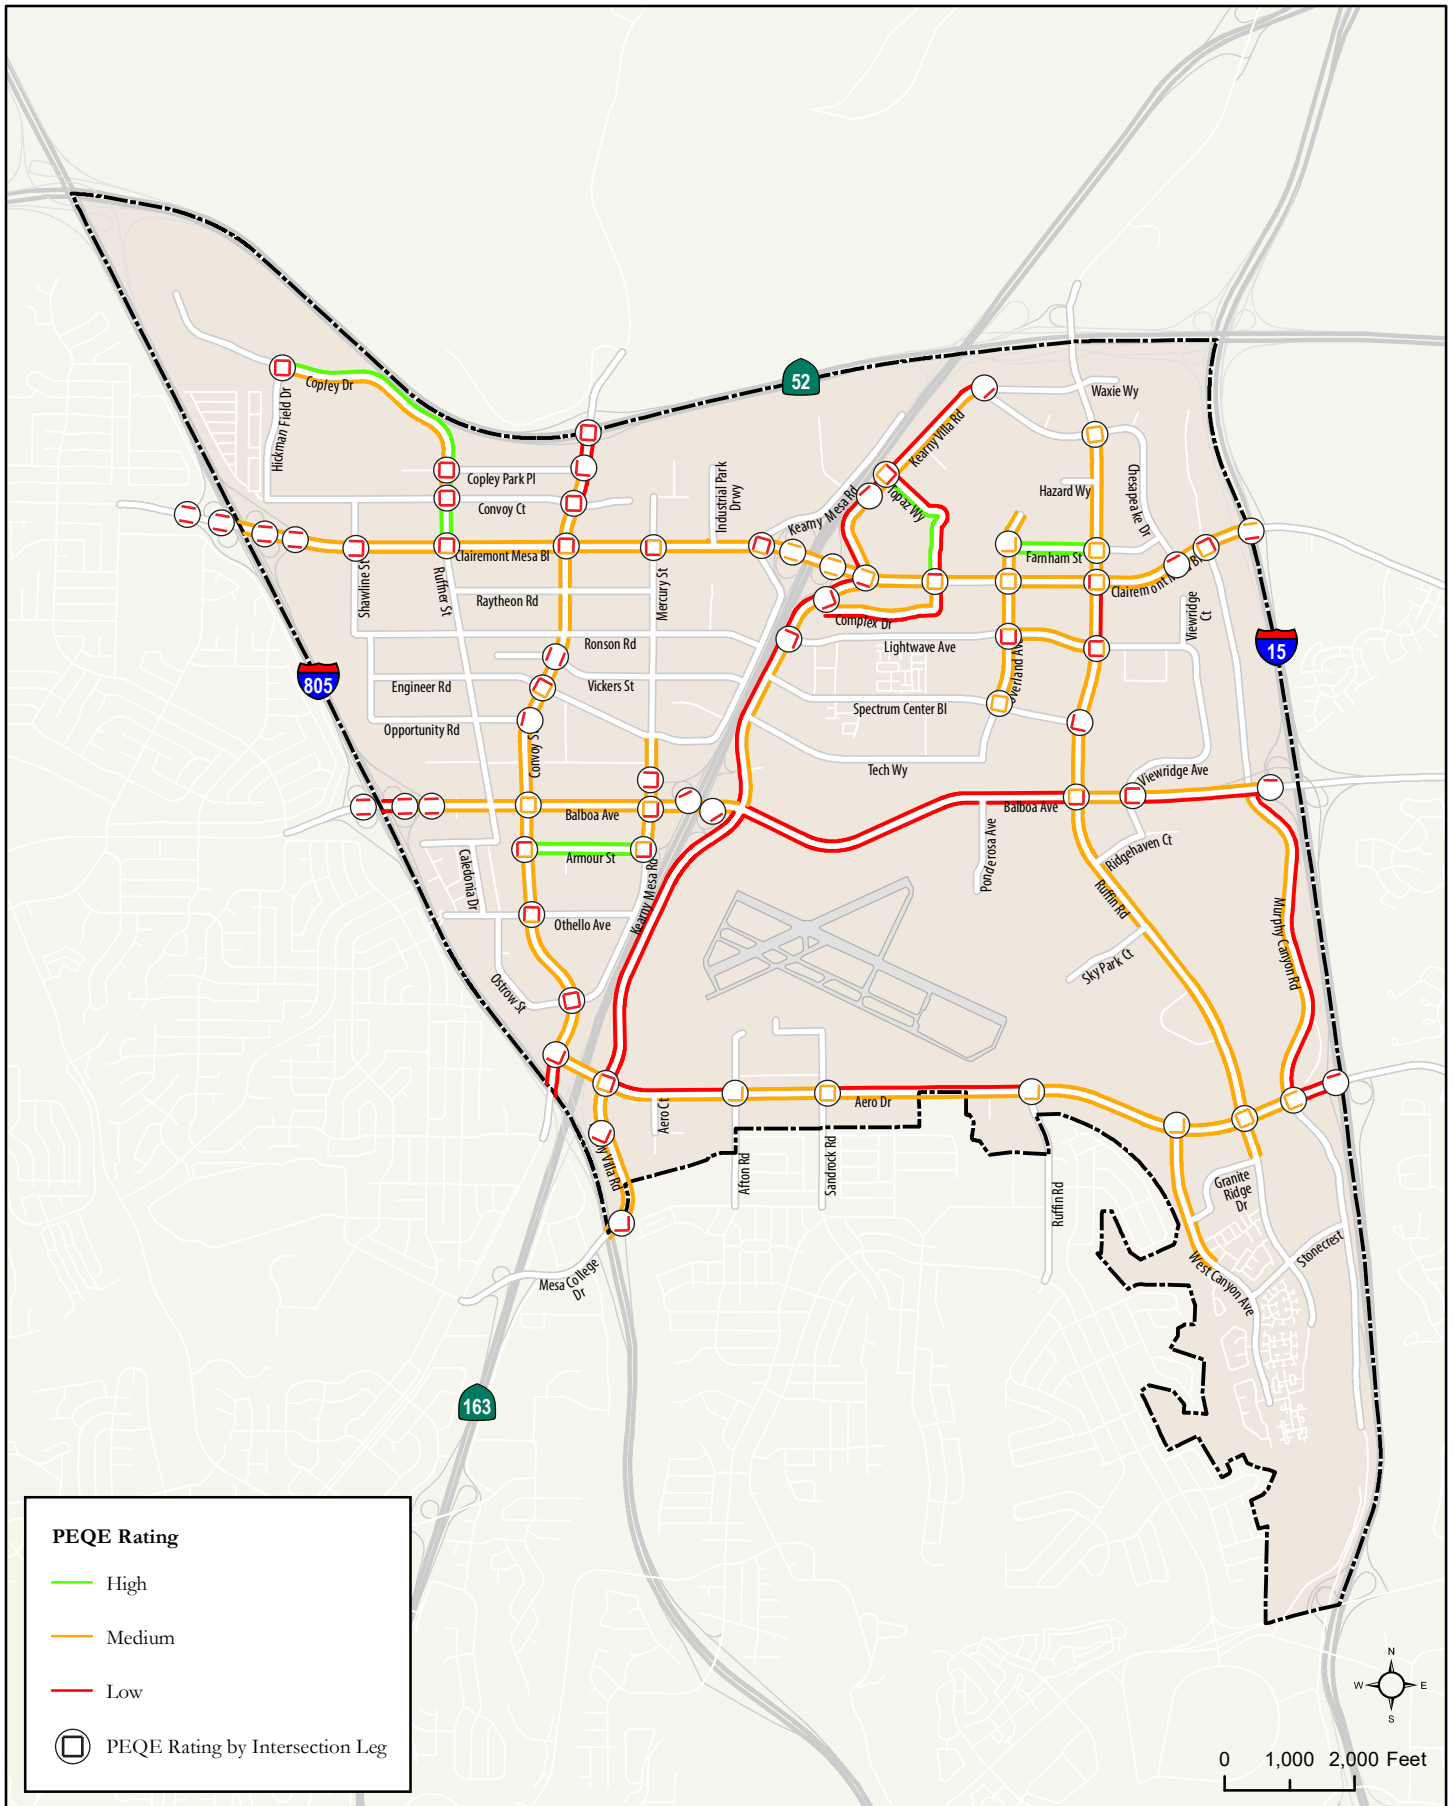 52
Waxie Wy
Copley Dr
Hickman Field Dr
Kearny Villa Rd
Copley Park Pl
Convoy Ct
Industrial Park
Drwy
Kearny Mesa Rd
Topaz Wy
Hazard Wy
Chesapeake Dr
Clairemont Mesa Bl
Farnham St
Clairemont Mesa Bl
Shawline St
Ruffner St
Raytheon Rd
Mercury St
Complex Dr
Viewridge
Ct
Ronson Rd
Lightwave Ave
15
805
Engineer Rd
Vickers St
Overland Ave
Opportunity Rd
Spectrum Center Bl
Convoy St
Tech Wy
Viewridge Ave
Balboa Ave
Balboa Ave
Armour St
Ponderosa Ave
Ridgehaven Ct
Caledonia Dr
Kearny Mesa Rd
Ruffin Rd
Othello Ave
Murphy Canyon Rd
Sky Park Ct
Ostrow St
Aero Ct
Aero Dr
ny Villa Rd
Afton Rd
Sandrock Rd
Ruffin Rd
Granite
Ridge
Dr
Stonecrest
West Canyon Ave
Mesa College
Dr
163
PEQE Rating
High
Medium
Low
PEQE Rating by Intersection Leg
N
W
E
S
0 1,000 2,000 Feet